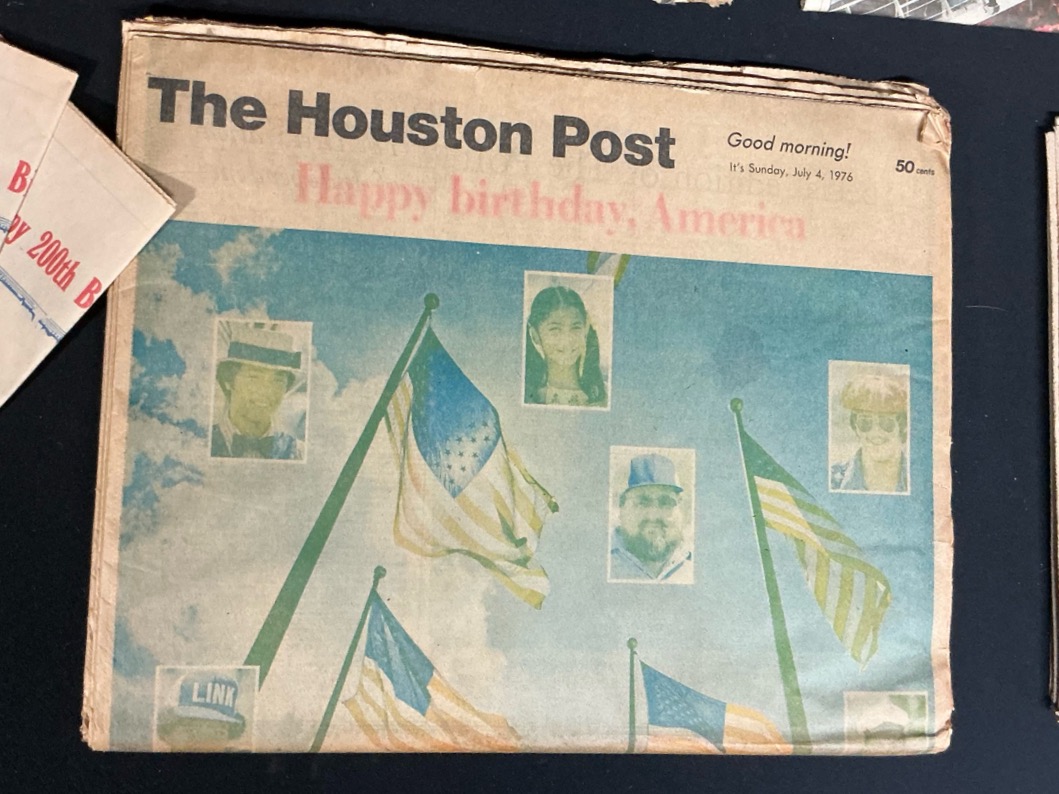 The Houston Post
Good morning!
It's Sunday, July 4, 1976
50 cents
Happy birthday, America
B
y 200th B
LINK